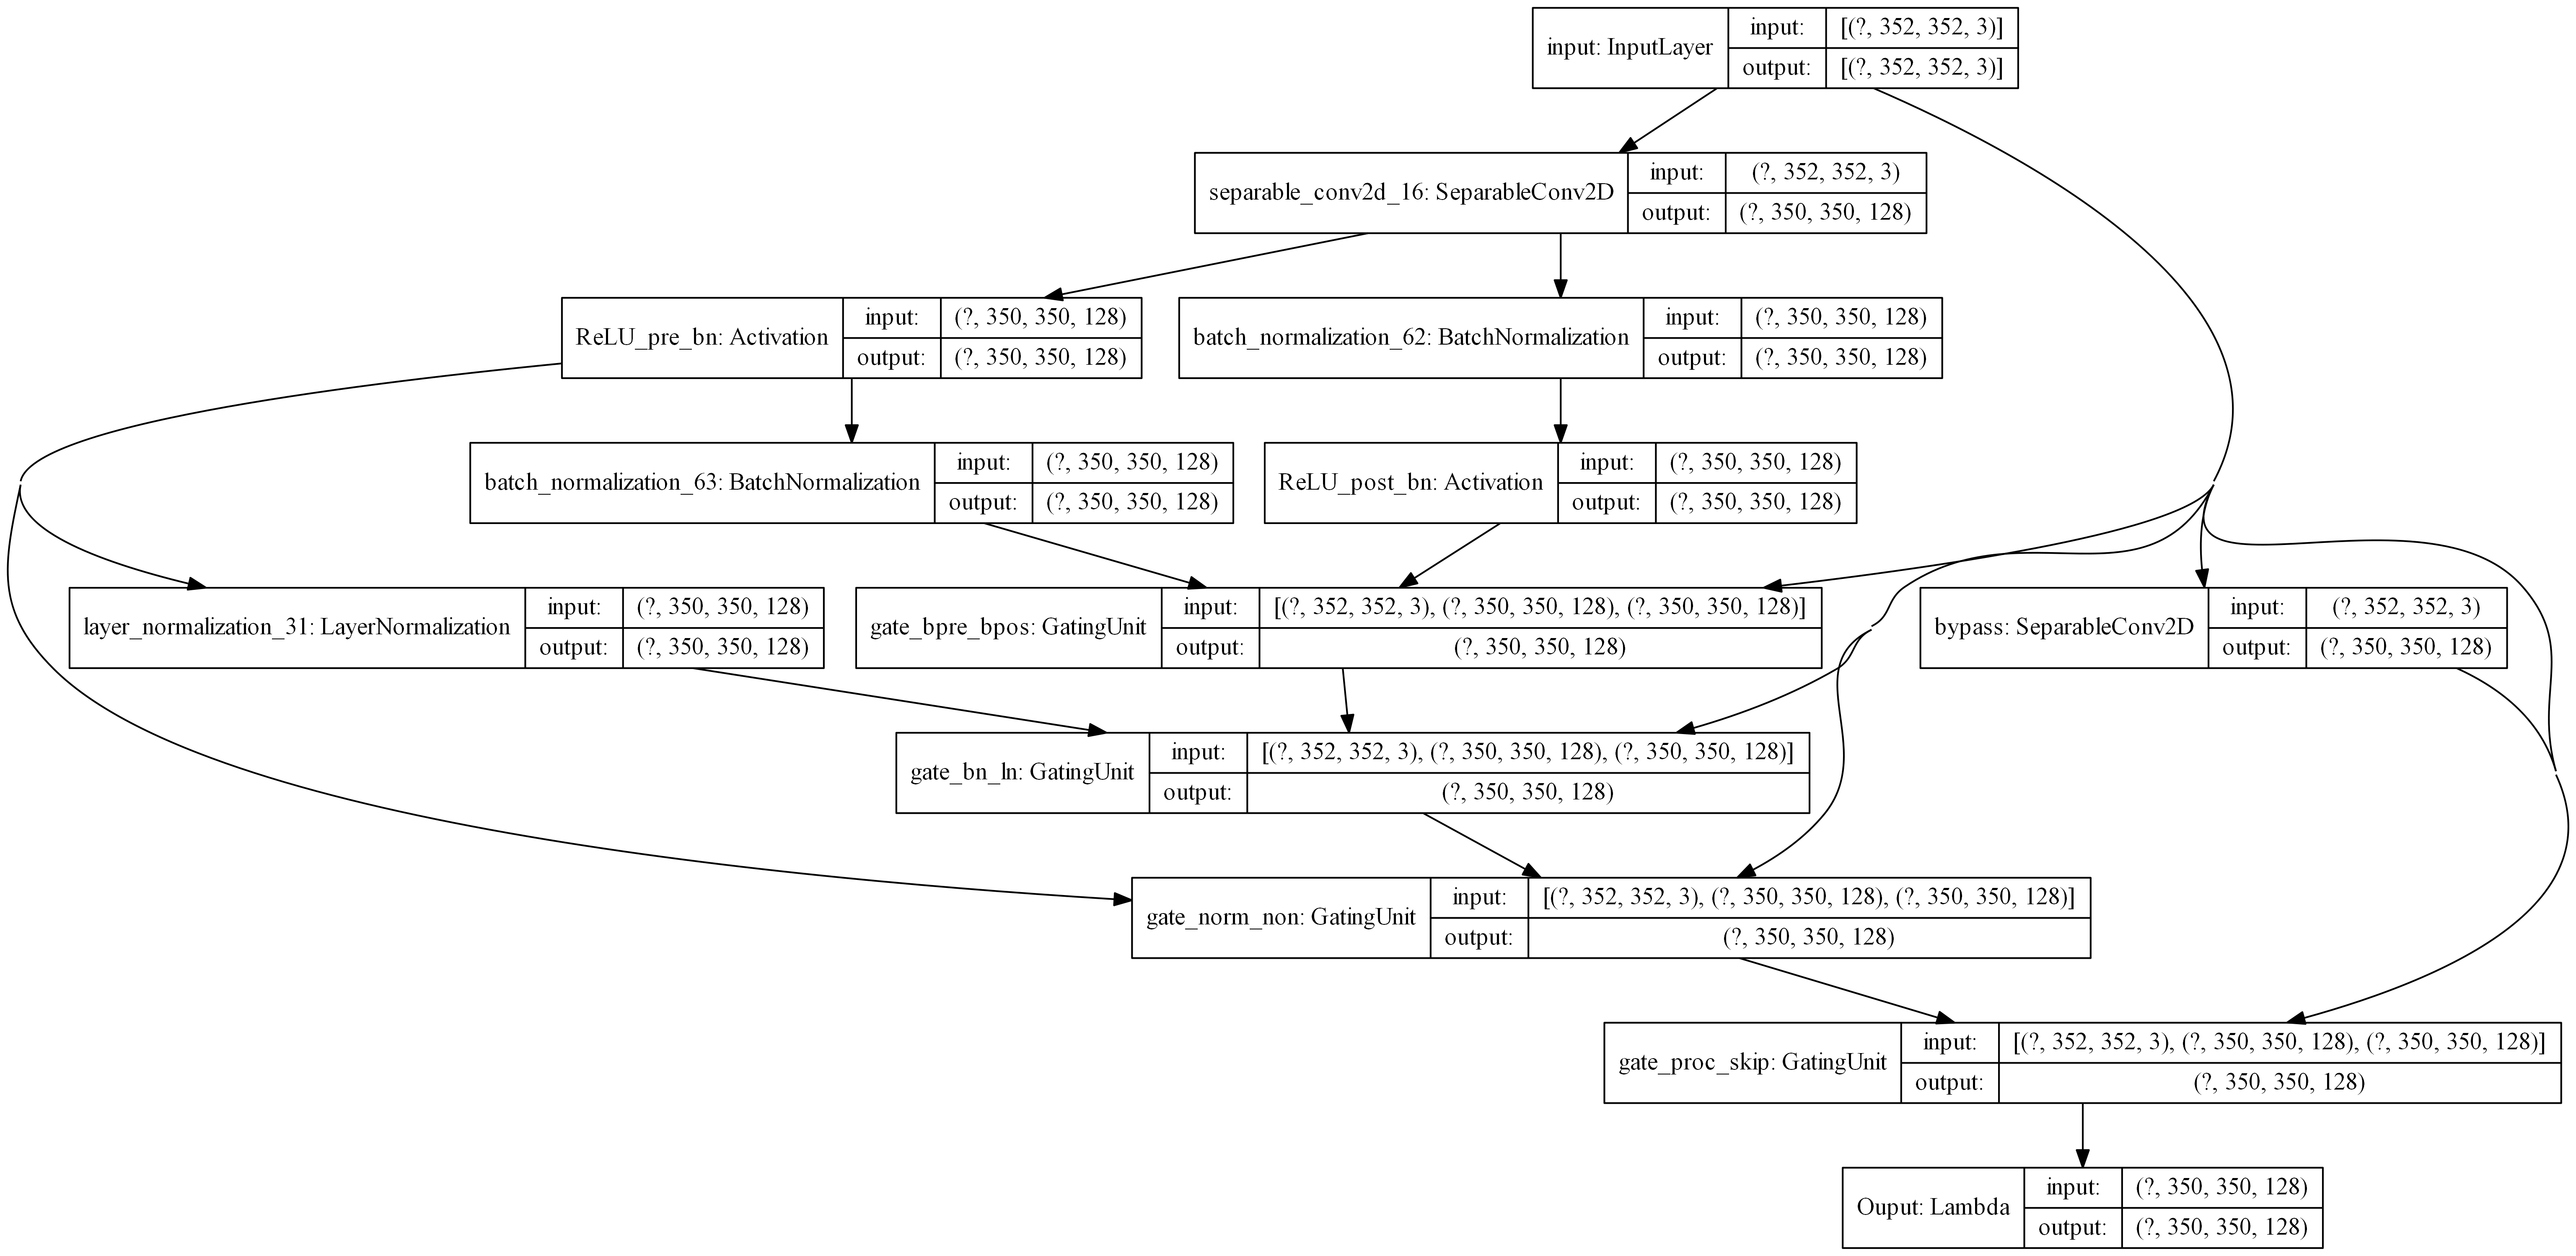 input: InputLayer
input:
[(?, 352, 352, 3)]
output:
[(?, 352, 352, 3)]
separable_conv2d_16: SeparableConv2D
input:
(?, 352, 352, 3)
output:
(?, 350, 350, 128)
ReLU_pre_bn: Activation
input:
(?, 350, 350, 128)
output:
(?, 350, 350, 128)
batch_normalization_62: BatchNormalization
input:
(?, 350, 350, 128)
output:
(?, 350, 350, 128)
batch_normalization_63: BatchNormalization
input:
(?, 350, 350, 128)
output:
(?, 350, 350, 128)
ReLU_post_bn: Activation
input:
(?, 350, 350, 128)
output:
(?, 350, 350, 128)
layer_normalization_31: LayerNormalization
input:
(?, 350, 350, 128)
output:
(?, 350, 350, 128)
gate_bpre_bpos: GatingUnit
input:
[(?, 352, 352, 3), (?, 350, 350, 128), (?, 350, 350, 128)]
output:
(?, 350, 350, 128)
bypass: SeparableConv2D
input:
(?, 352, 352, 3)
output:
(?, 350, 350, 128)
gate_bn_ln: GatingUnit
input:
[(?, 352, 352, 3), (?, 350, 350, 128), (?, 350, 350, 128)]
output:
(?, 350, 350, 128)
gate_norm_non: GatingUnit
input:
[(?, 352, 352, 3), (?, 350, 350, 128), (?, 350, 350, 128)]
output:
(?, 350, 350, 128)
gate_proc_skip: GatingUnit
input:
[(?, 352, 352, 3), (?, 350, 350, 128), (?, 350, 350, 128)]
output:
(?, 350, 350, 128)
Ouput: Lambda
input:
(?, 350, 350, 128)
output:
(?, 350, 350, 128)